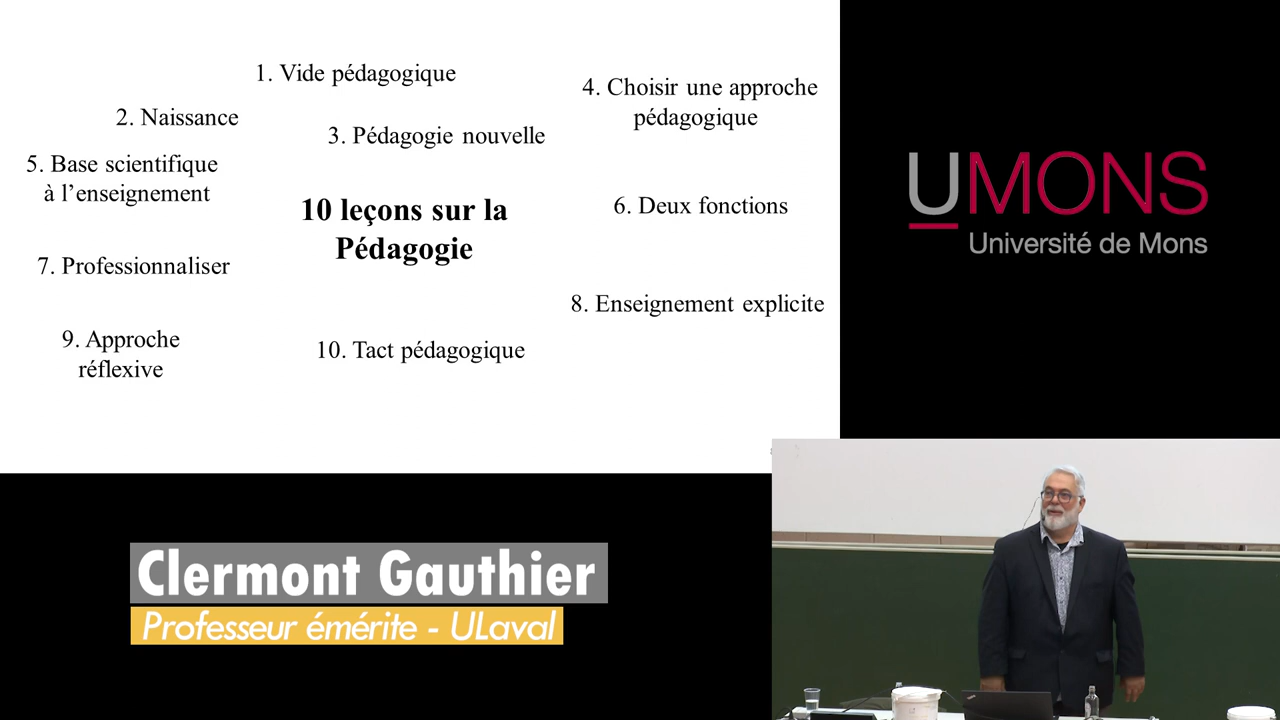 1. Vide pédagogique
2. Naissance
3. Pédagogie nouvelle
4. Choisir une approche
pédagogique
5. Base scientifique
à l’enseignement
10 leçons sur la
Pédagogie
6. Deux fonctions
7. Professionnaliser
8. Enseignement explicite
9. Approche
réflexive
10. Tact pédagogique
UMONS
Université de Mons
Clermont Gauthier
Professeur émérite - ULaval